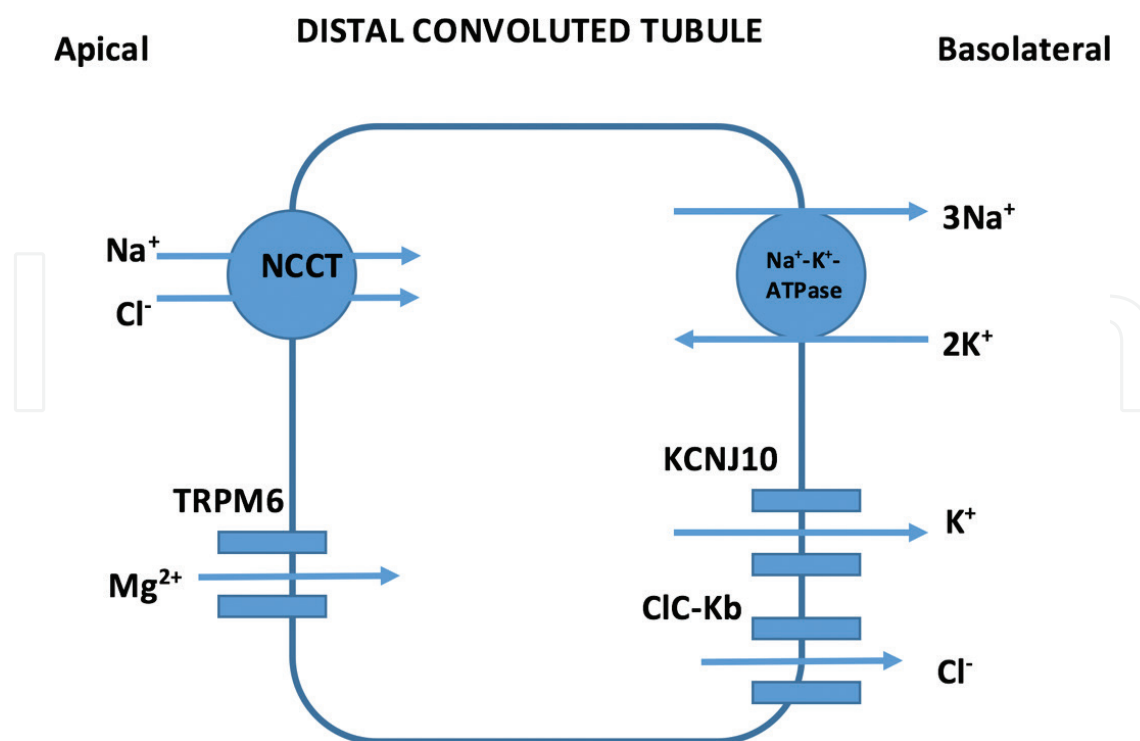 DISTAL CONVOLUTED TUBULE
Apical
Basolateral
Na⁺
Cl⁻
NCCT
Na⁺-K⁺-
ATPase
3Na⁺
2K⁺
KCNJ10
TRPM6
K⁺
Mg²⁺
ClC-Kb
Cl⁻